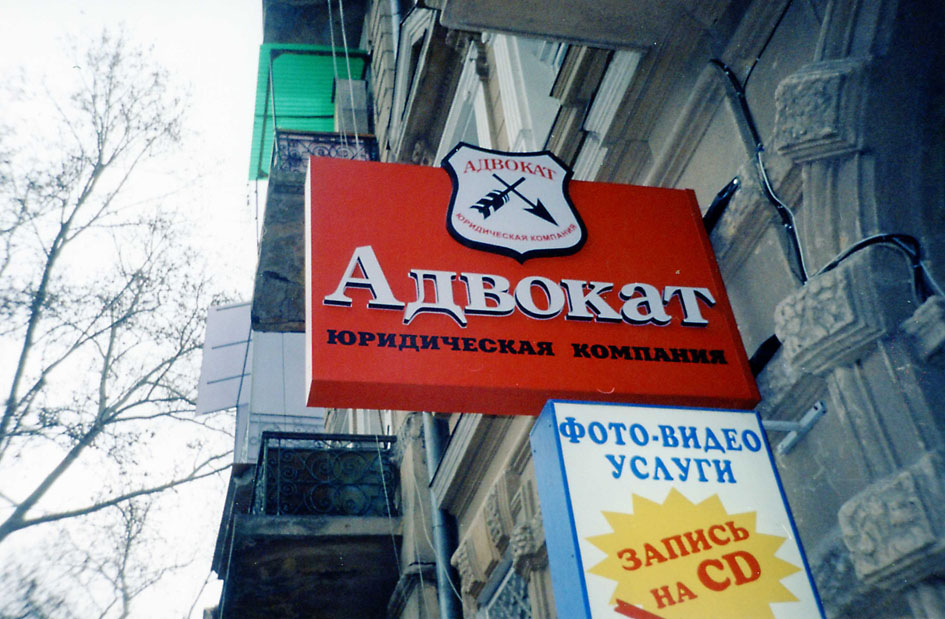 АДВОКАТ
ЮРИДИЧЕСКАЯ КОМПАНИЯ
АДВОКАТ
ЮРИДИЧЕСКАЯ КОМПАНИЯ
ФОТО-ВИДЕО
УСЛУГИ
ЗАПИСЬ
НА CD